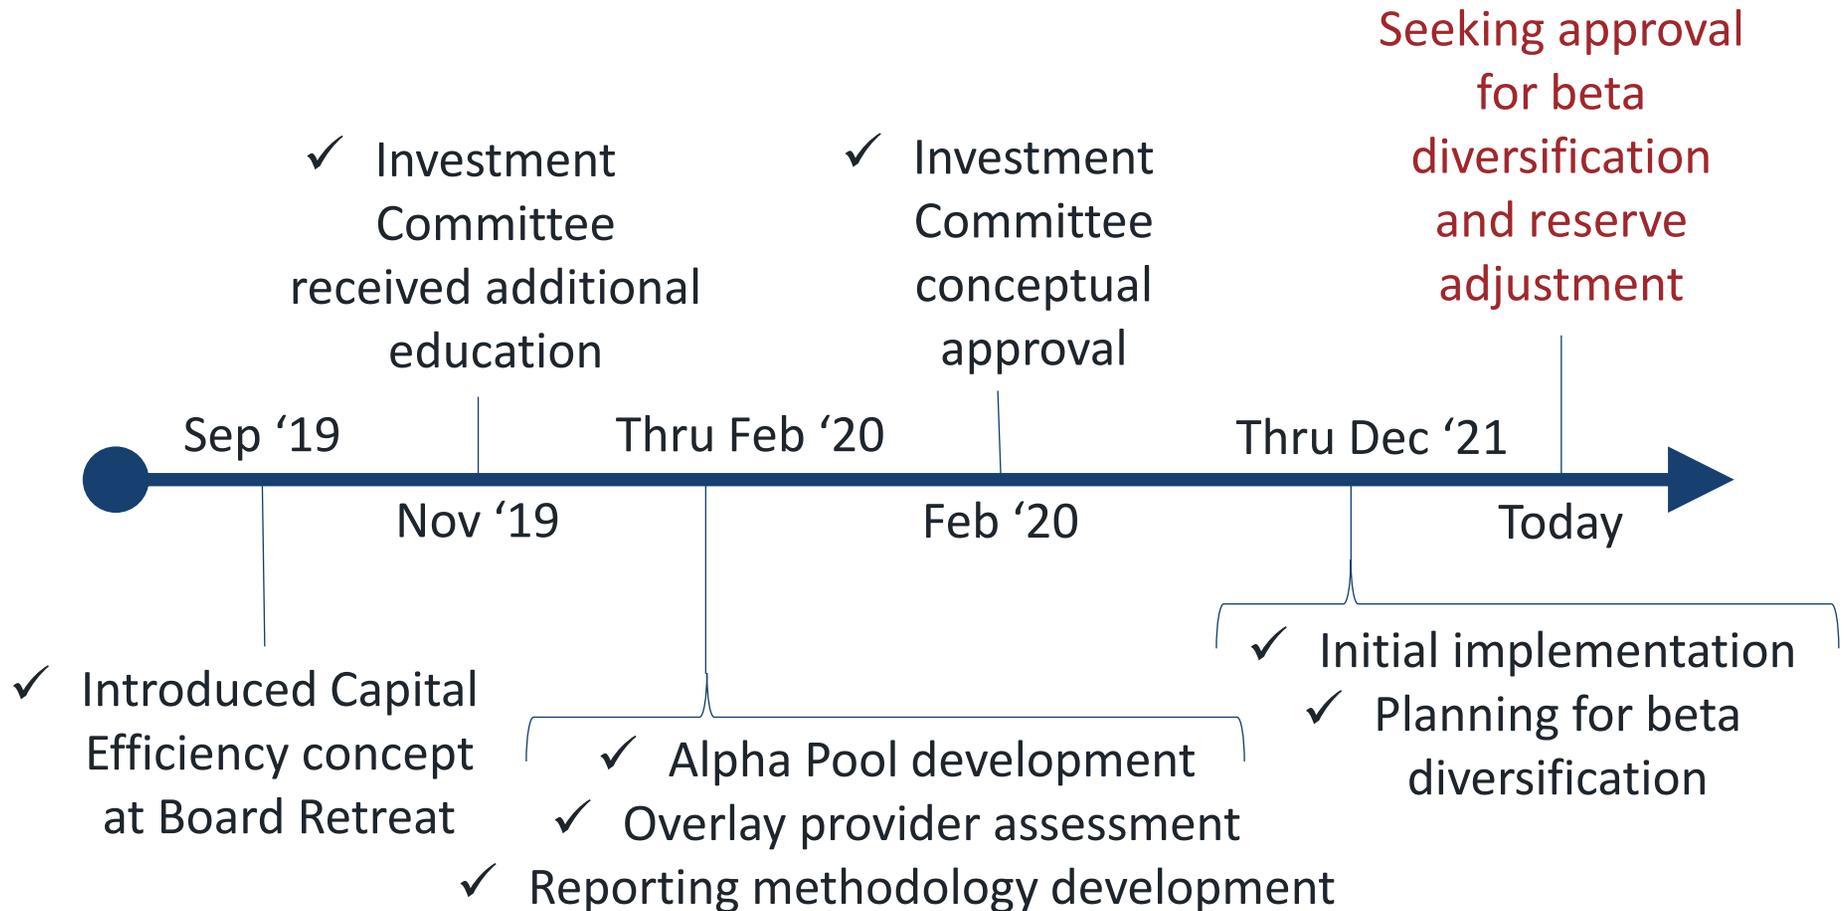 Seeking approval
for beta
diversification
and reserve
adjustment
✓ Investment
Committee
received additional
education
✓ Investment
Committee
conceptual
approval
Sep ‘19
Thru Feb ‘20
Thru Dec ‘21
Nov ‘19
Feb ‘20
Today
✓ Introduced Capital
Efficiency concept
at Board Retreat
✓ Alpha Pool development
✓ Overlay provider assessment
✓ Reporting methodology development
✓ Initial implementation
✓ Planning for beta
diversification